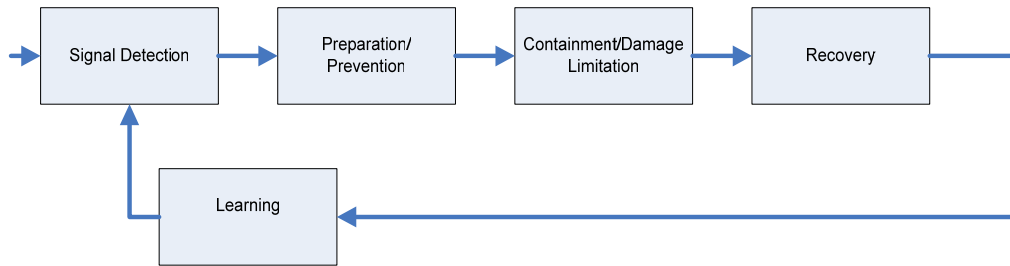 Signal Detection
Preparation/
Prevention
Containment/Damage
Limitation
Recovery
Learning